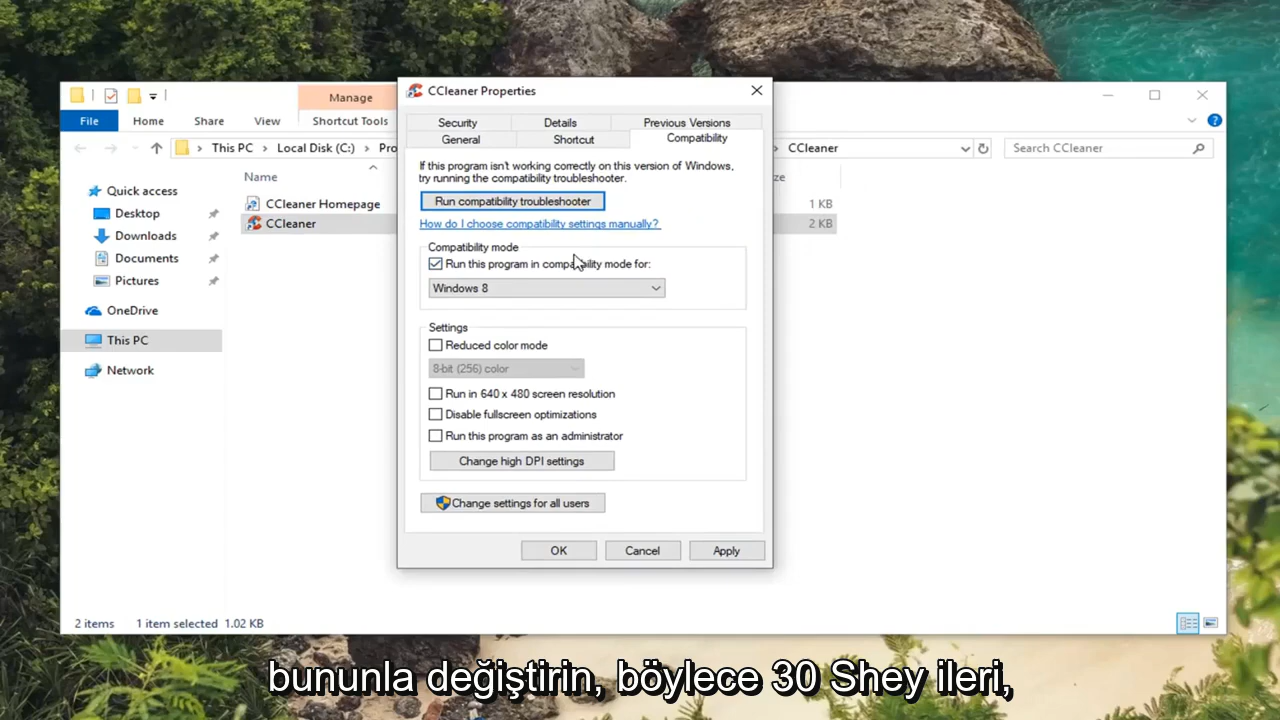 CCleaner Properties
Manage
File
Home
Share
View
Shortcut Tools
Security
Details
Previous Versions
General
Shortcut
Compatibility
This PC
Local Disk (C:)
Pro
CCleaner
Search CCleaner
Name
ze
Quick access
Desktop
Downloads
Documents
Pictures
OneDrive
This PC
Network
CCleaner Homepage
1 KB
CCleaner
2 KB
If this program isn't working correctly on this version of Windows,
try running the compatibility troubleshooter.
Run compatibility troubleshooter
How do I choose compatibility settings manually?
Compatibility mode
Run this program in compatibility mode for:
Windows 8
Settings
Reduced color mode
8-bit (256) color
Run in 640 x 480 screen resolution
Disable fullscreen optimizations
Run this program as an administrator
Change high DPI settings
Change settings for all users
OK
Cancel
Apply
2 items
1 item selected
1.02 KB
bununla değiştirin, böylece 30 Shey ileri,